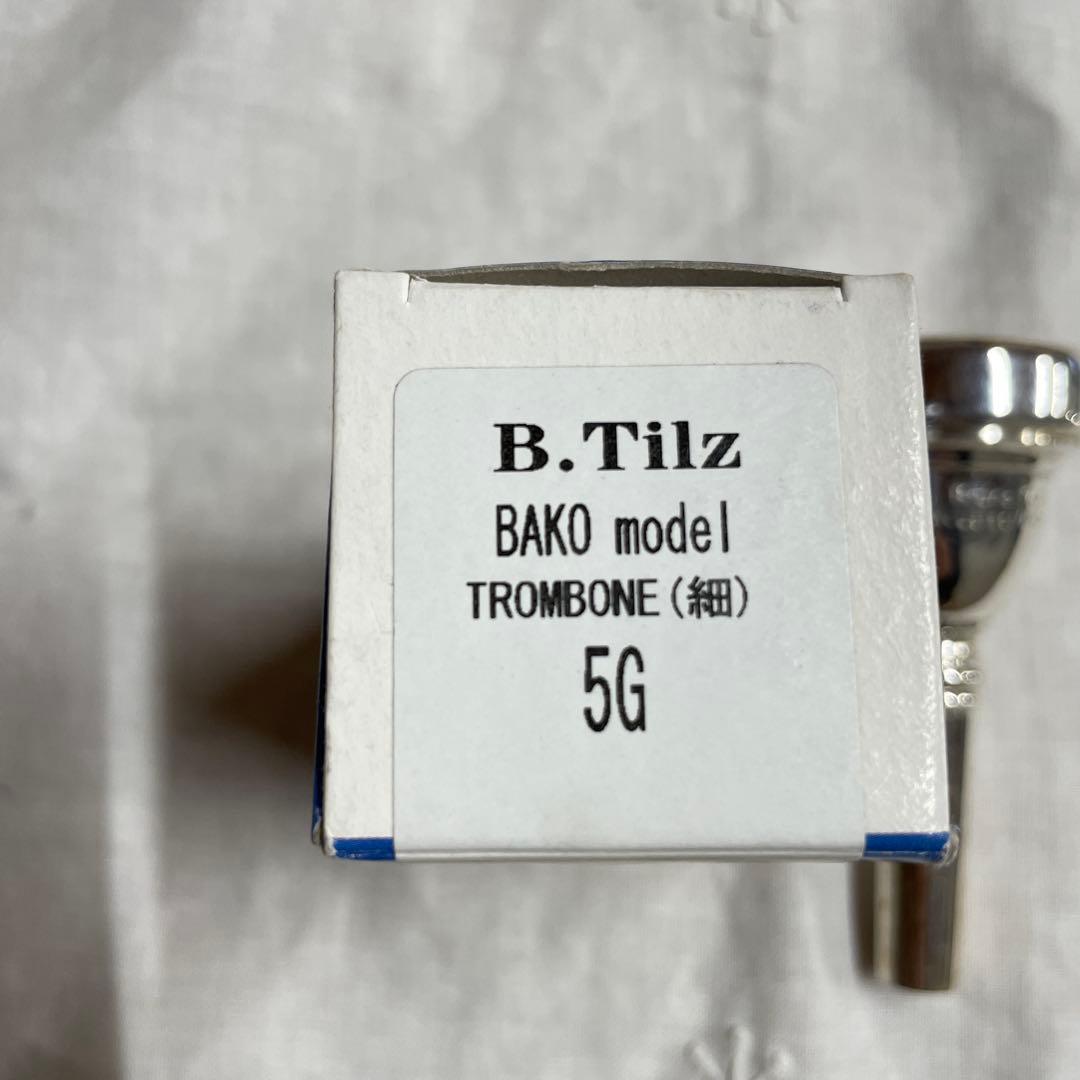 B.Tilz
BAKO model
TROMBONE(細)
5G